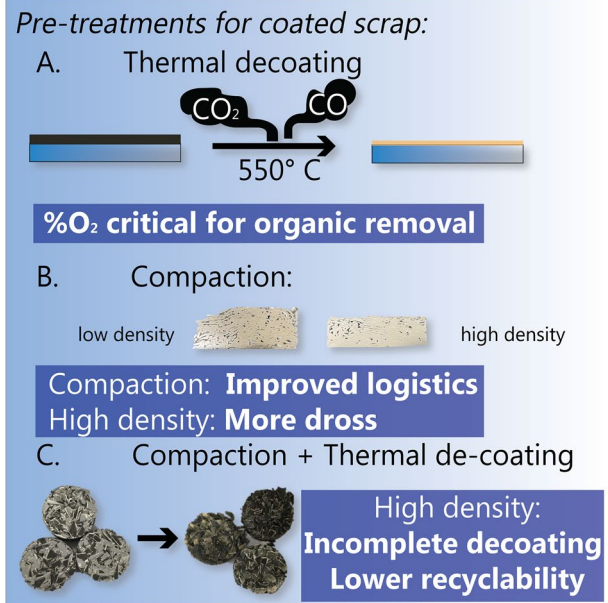 Pre-treatments for coated scrap:
A. Thermal decoating
CO₂ CO
550° C
%O₂ critical for organic removal
B. Compaction:
low density high density
Compaction: Improved logistics
High density: More dross
C. Compaction + Thermal de-coating
High density:
Incomplete decoating
Lower recyclability